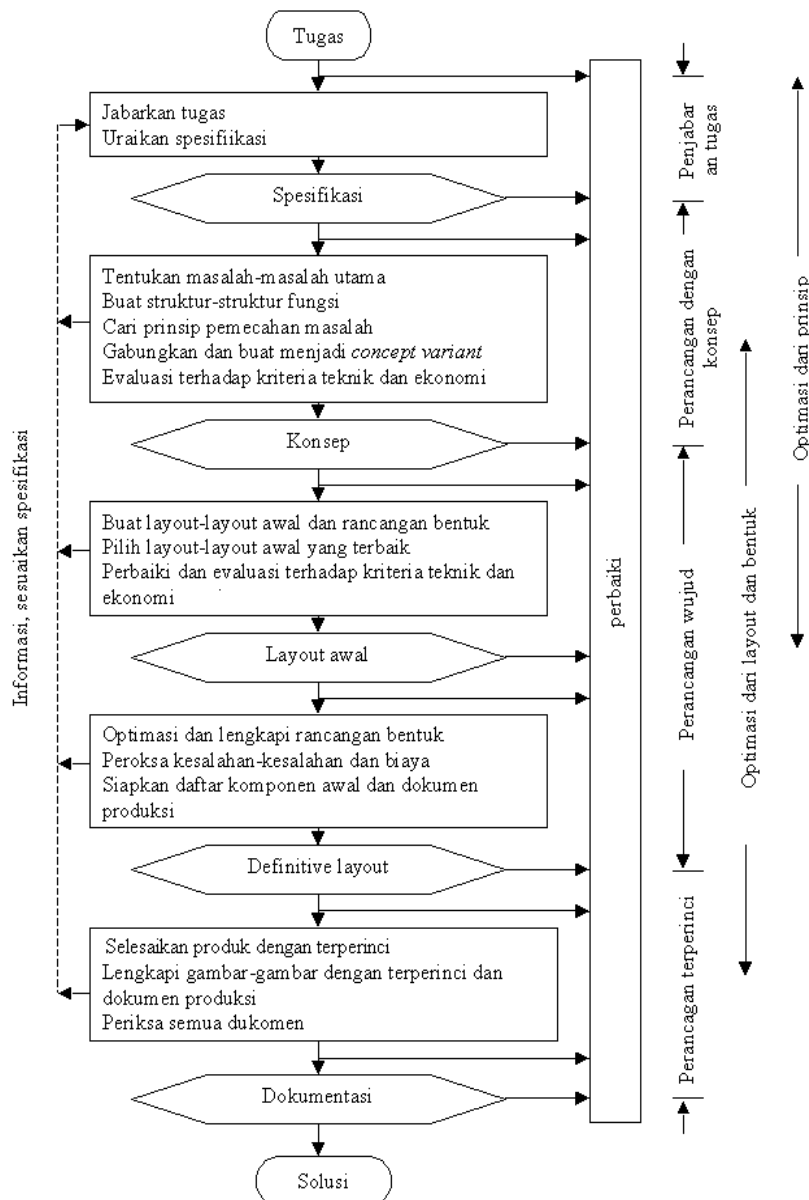 Tugas
Jabarkan tugas
Uraikan spesifiikasi
Spesifikasi
Tentukan masalah-masalah utama
Buat struktur-struktur fungsi
Cari prinsip pemecahan masalah
Gabungkan dan buat menjadi concept variant
Evaluasi terhadap kriteria teknik dan ekonomi
Konsep
Buat layout-layout awal dan rancangan bentuk
Pilih layout-layout awal yang terbaik
Perbaiki dan evaluasi terhadap kriteria teknik dan
ekonomi
Layout awal
Optimasi dan lengkapi rancangan bentuk
Peroksa kesalahan-kesalahan dan biaya
Siapkan daftar komponen awal dan dokumen
produksi
Definitive layout
Selesaikan produk dengan terperinci
Lengkapi gambar-gambar dengan terperinci dan
dokumen produksi
Periksa semua dukomen
Dokumentasi
Solusi
Informasi, sesuaikan spesifikasi
perbaiki
Penjabar
an tugas
Perancangan dengan
konsep
Perancangan wujud
Perancagan terperinci
Optimasi dari layout dan bentuk
Optimasi dari prinsip